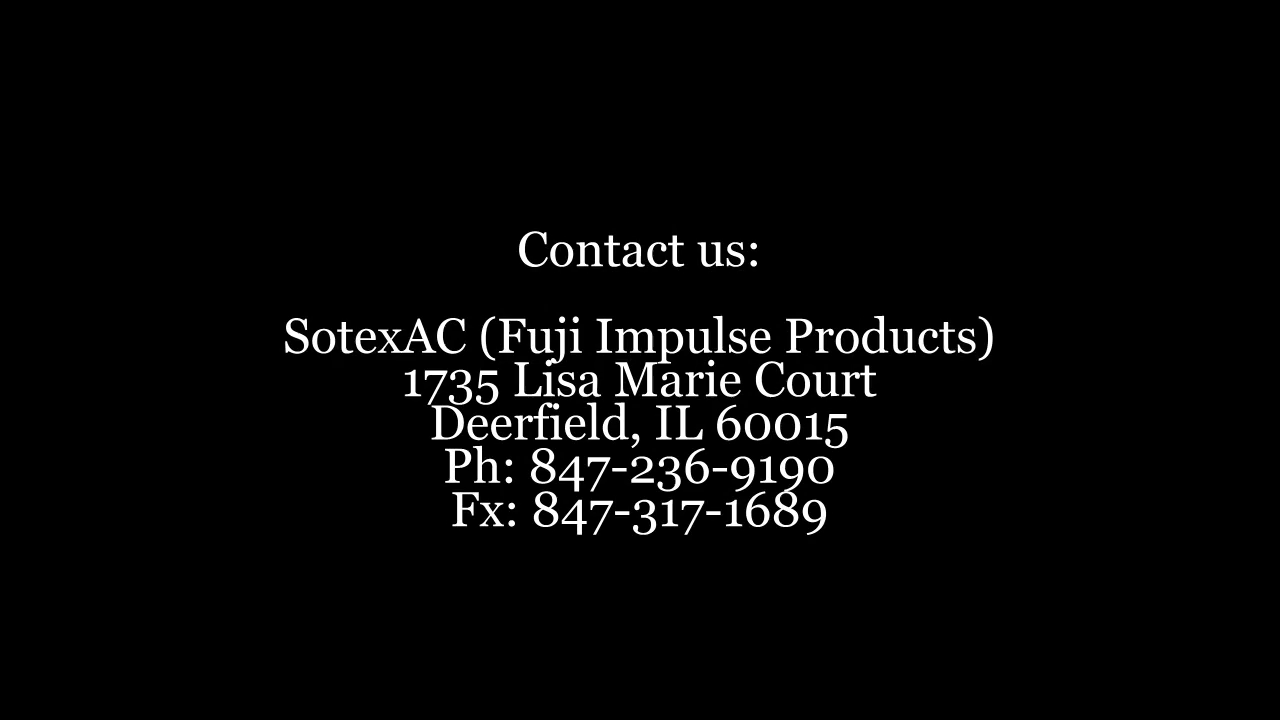 Contact us:
SotexAC (Fuji Impulse Products)
1735 Lisa Marie Court
Deerfield, IL 60015
Ph: 847-236-9190
Fx: 847-317-1689